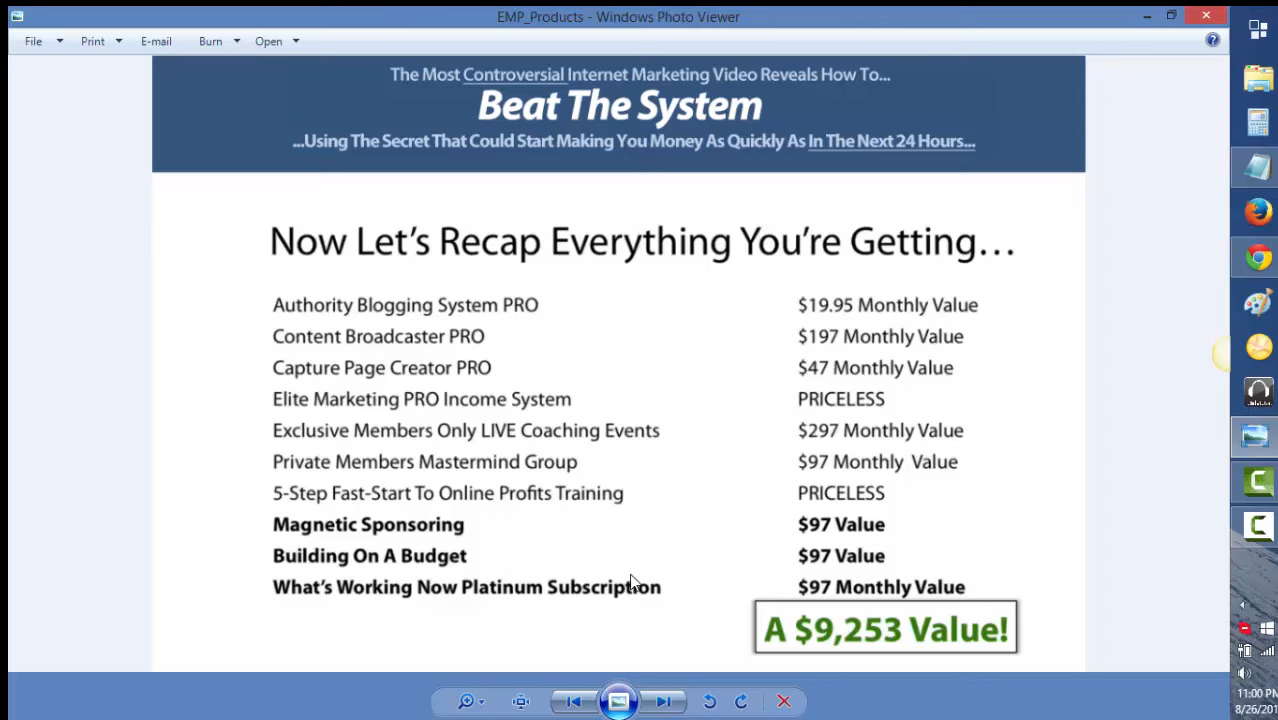 EMP_Products - Windows Photo Viewer
File Print E-mail Burn Open
The Most Controversial Internet Marketing Video Reveals How To...
Beat The System
...Using The Secret That Could Start Making You Money As Quickly As In The Next 24 Hours...
Now Let's Recap Everything You're Getting...
Authority Blogging System PRO $19.95 Monthly Value
Content Broadcaster PRO $197 Monthly Value
Capture Page Creator PRO $47 Monthly Value
Elite Marketing PRO Income System PRICELESS
Exclusive Members Only LIVE Coaching Events $297 Monthly Value
Private Members Mastermind Group $97 Monthly Value
5-Step Fast-Start To Online Profits Training PRICELESS
Magnetic Sponsoring $97 Value
Building On A Budget $97 Value
What's Working Now Platinum Subscription $97 Monthly Value
A $9,253 Value!
11:00 PM
8/26/201